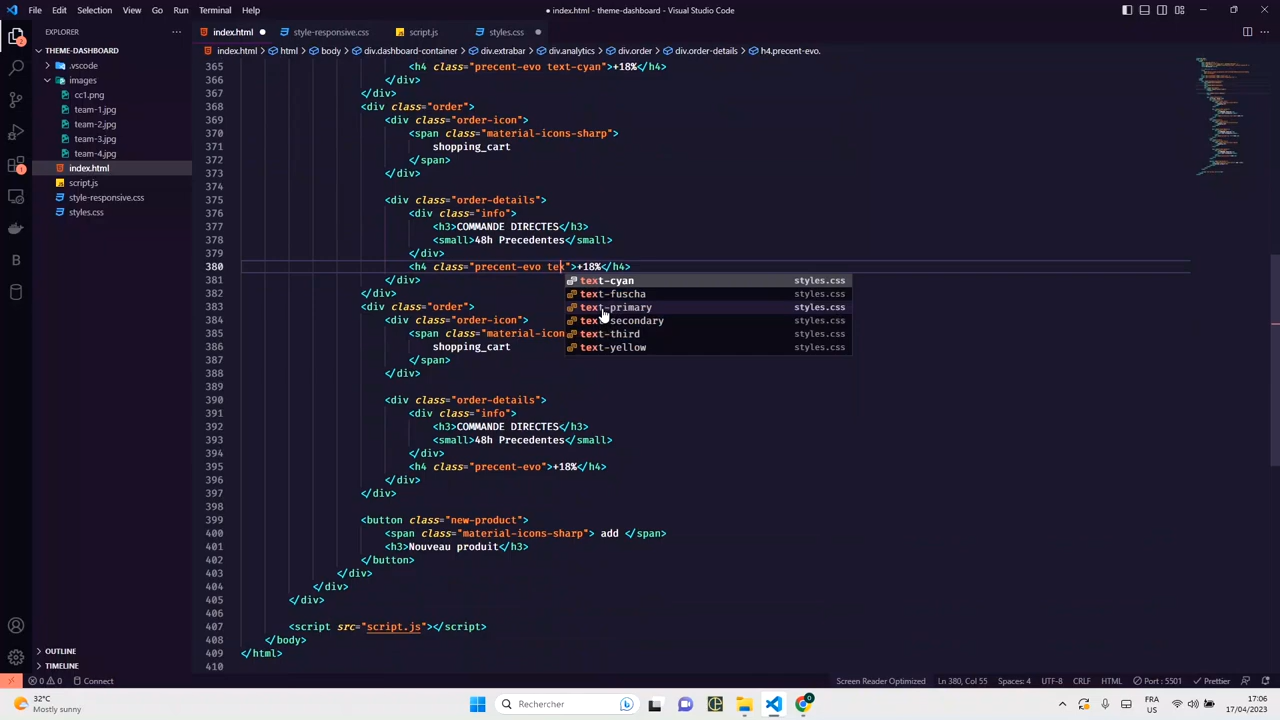 File Edit Selection View Go Run Terminal Help
● index.html • theme-dashboard - Visual Studio Code
EXPLORER
index.html ●
style-responsive.css
script.js
styles.css ●
THEME-DASHBOARD
.vscode
images
cc1.png
team-1.jpg
team-2.jpg
team-3.jpg
team-4.jpg
index.html
script.js
style-responsive.css
styles.css
OUTLINE
TIMELINE
index.html > html > body > div.dashboard-container > div.extrabar > div.analytics > div.order > div.order-details > h4.precent-evo.
365 <h4 class="precent-evo text-cyan">+18%</h4>
366 </div>
367 </div>
368 <div class="order">
369 <div class="order-icon">
370 <span class="material-icons-sharp">
371 shopping_cart
372 </span>
373 </div>
374
375 <div class="order-details">
376 <div class="info">
377 <h3>COMMANDE DIRECTES</h3>
378 <small>48h Precedentes</small>
379 </div>
380 <h4 class="precent-evo tex">+18%</h4>
381 </div>
382 </div>
383 <div class="order">
384 <div class="order-icon">
385 <span class="material-icon
386 shopping_cart
387 </span>
388 </div>
389
390 <div class="order-details">
391 <div class="info">
392 <h3>COMMANDE DIRECTES</h3>
393 <small>48h Precedentes</small>
394 </div>
395 <h4 class="precent-evo">+18%</h4>
396 </div>
397 </div>
398
399 <button class="new-product">
400 <span class="material-icons-sharp"> add </span>
401 <h3>Nouveau produit</h3>
402 </button>
403 </div>
404 </div>
405 </div>
406
407 <script src="script.js"></script>
408 </body>
409 </html>
410
text-cyan styles.css
text-fuscha styles.css
text-primary styles.css
text-secondary styles.css
text-third styles.css
text-yellow styles.css
0 0 Connect
Screen Reader Optimized Ln 380, Col 55 Spaces: 4 UTF-8 CRLF HTML Port : 5501 Prettier
32°C
Mostly sunny
Rechercher
FRA
US
17:06
17/04/2023